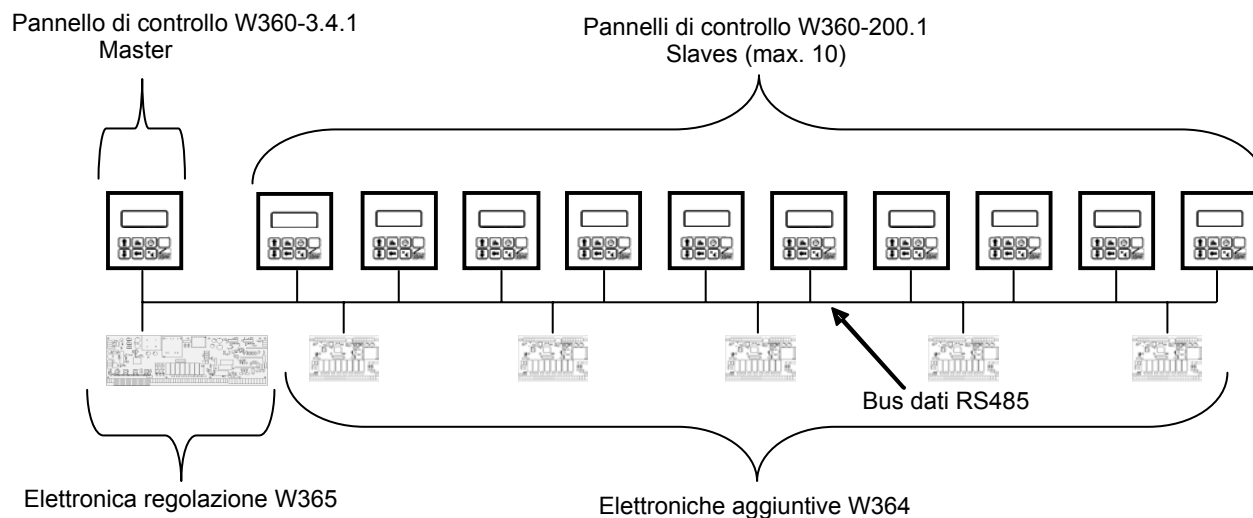 Pannello di controllo W360-3.4.1
Master
Pannelli di controllo W360-200.1
Slaves (max. 10)
Bus dati RS485
Elettronica regolazione W365
Elettroniche aggiuntive W364